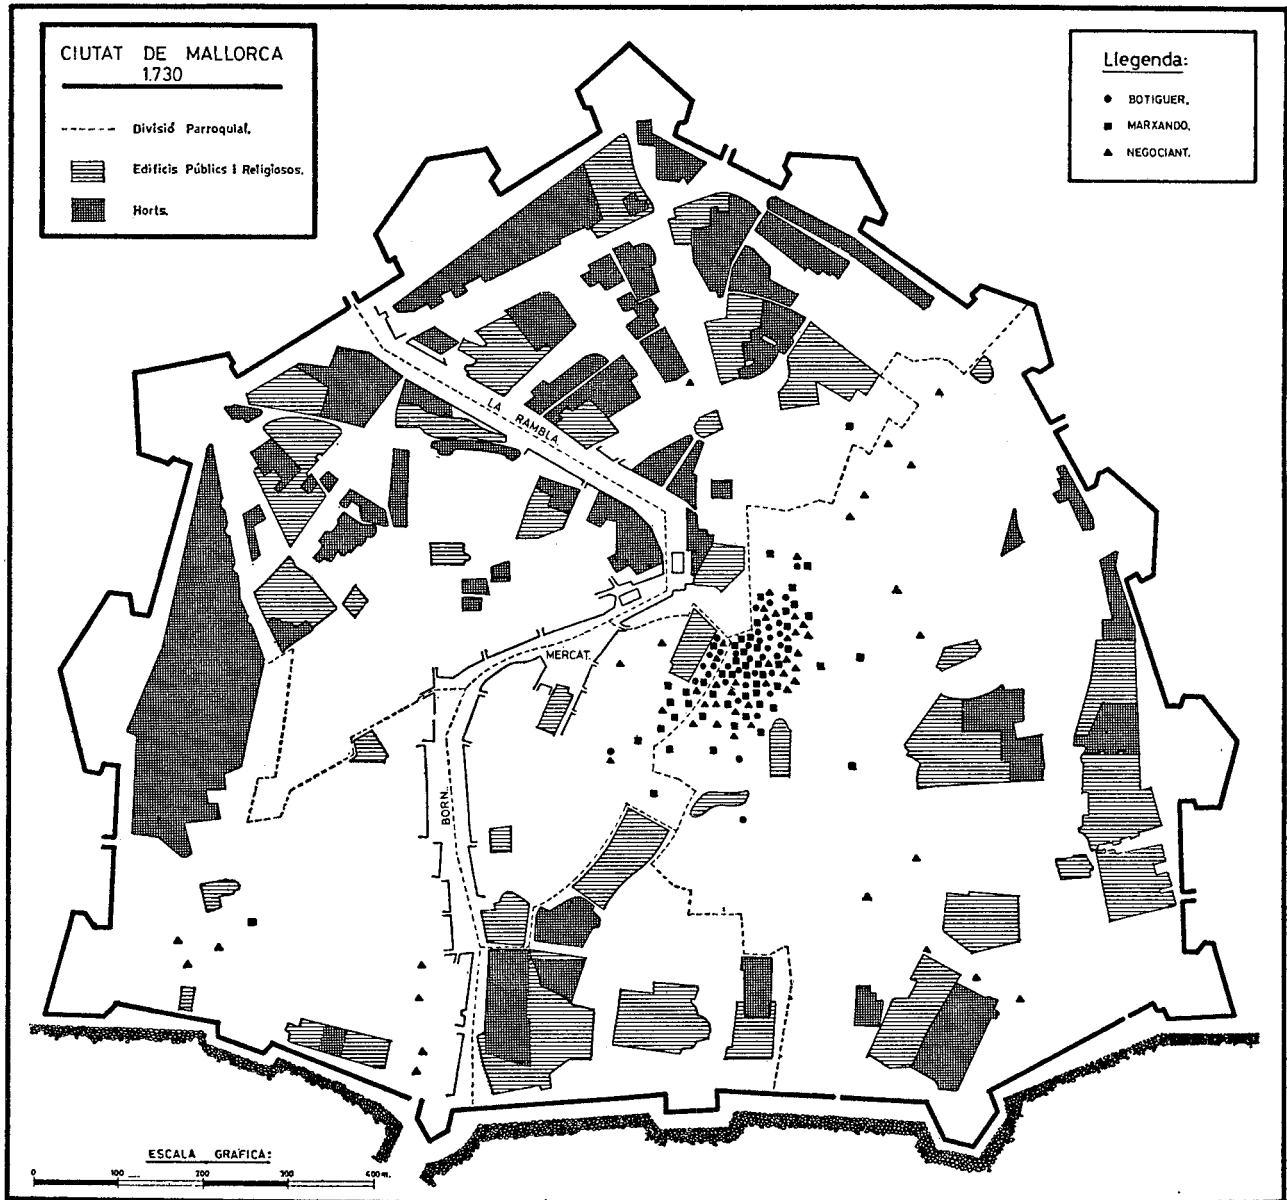 CIUTAT DE MALLORCA
1.730
Divisió Parroquial.
Edificis Públics i Religiosos.
Horts.
Llegenda:
BOTIGUER.
MARXANDO.
NEGOCIANT.
LA RAMBLA.
MERCAT.
BORN.
ESCALA GRAFICA:
0 100 200 300 400 m.